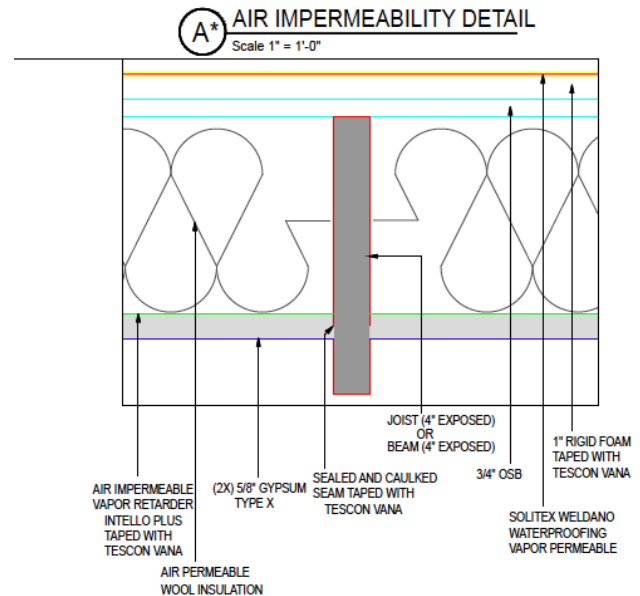 A*
AIR IMPERMEABILITY DETAIL
Scale 1" = 1'-0"
JOIST (4" EXPOSED)
OR
BEAM (4" EXPOSED)
1" RIGID FOAM
TAPED WITH
TESCON VANA
3/4" OSB
SEALED AND CAULKED
SEAM TAPED WITH
TESCON VANA
(2X) 5/8" GYPSUM
TYPE X
AIR IMPERMEABLE
VAPOR RETARDER
INTELLO PLUS
TAPED WITH
TESCON VANA
SOLITEX WELDANO
WATERPROOFING
VAPOR PERMEABLE
AIR PERMEABLE
WOOL INSULATION